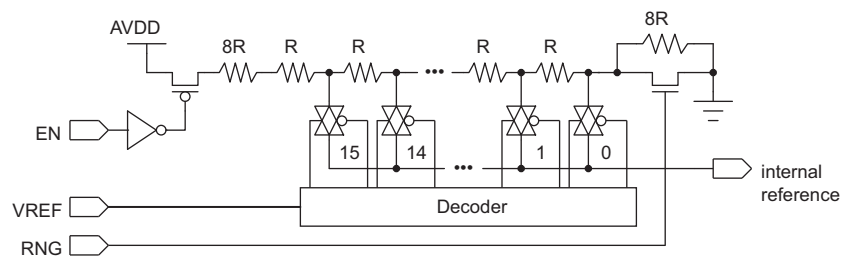 AVDD
8R
R
R
•••
R
R
8R
EN
15
14
1
0
•••
internal
reference
VREF
Decoder
RNG